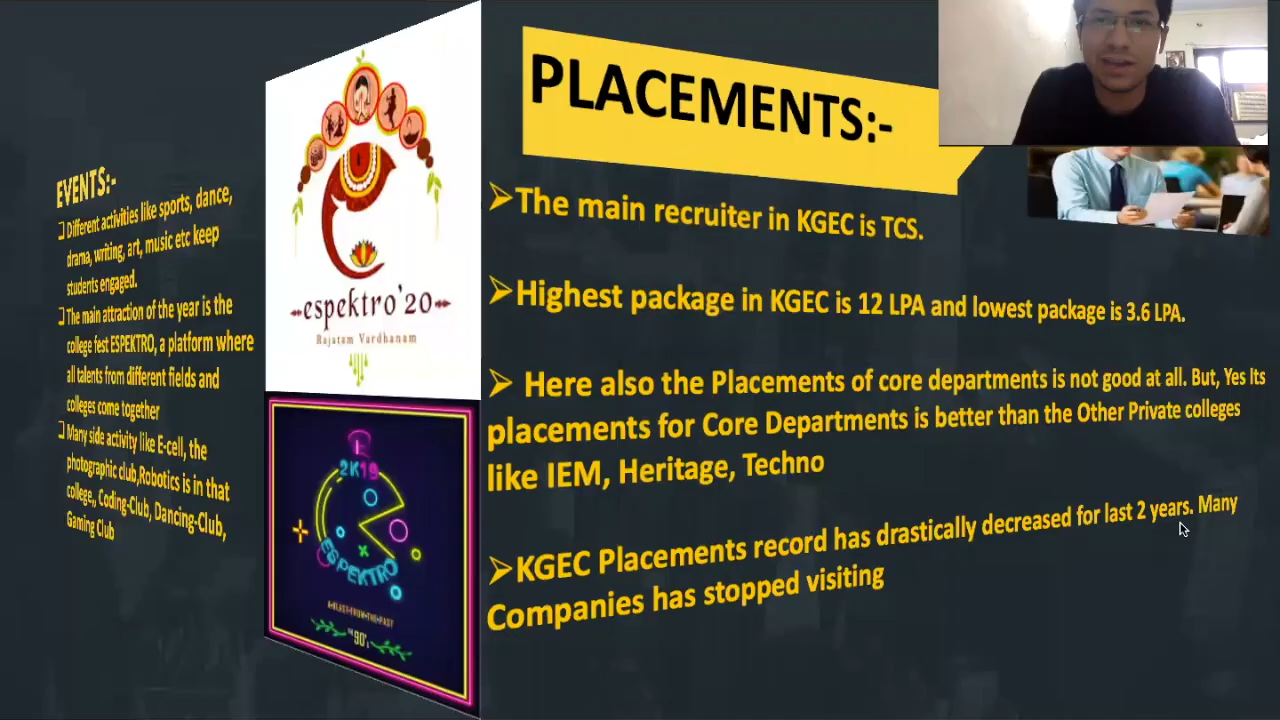 EVENTS:-
Different activities like sports, dance,
drama, writing, art, music etc keep
students engaged.
The main attraction of the year is the
college fest ESPEKTRO, a platform where
all talents from different fields and
colleges come together
Many side activity like E-cell, the
photographic club,Robotics is in that
college,, Coding-Club, Dancing-Club,
Gaming Club
espektro'20
Rajatam Vardhanam
2K19
ESPEKTRO
A BLAST FROM THE PAST
90's
PLACEMENTS:-
➢The main recruiter in KGEC is TCS.
➢Highest package in KGEC is 12 LPA and lowest package is 3.6 LPA.
➢ Here also the Placements of core departments is not good at all. But, Yes Its
placements for Core Departments is better than the Other Private colleges
like IEM, Heritage, Techno
➢KGEC Placements record has drastically decreased for last 2 years. Many
Companies has stopped visiting